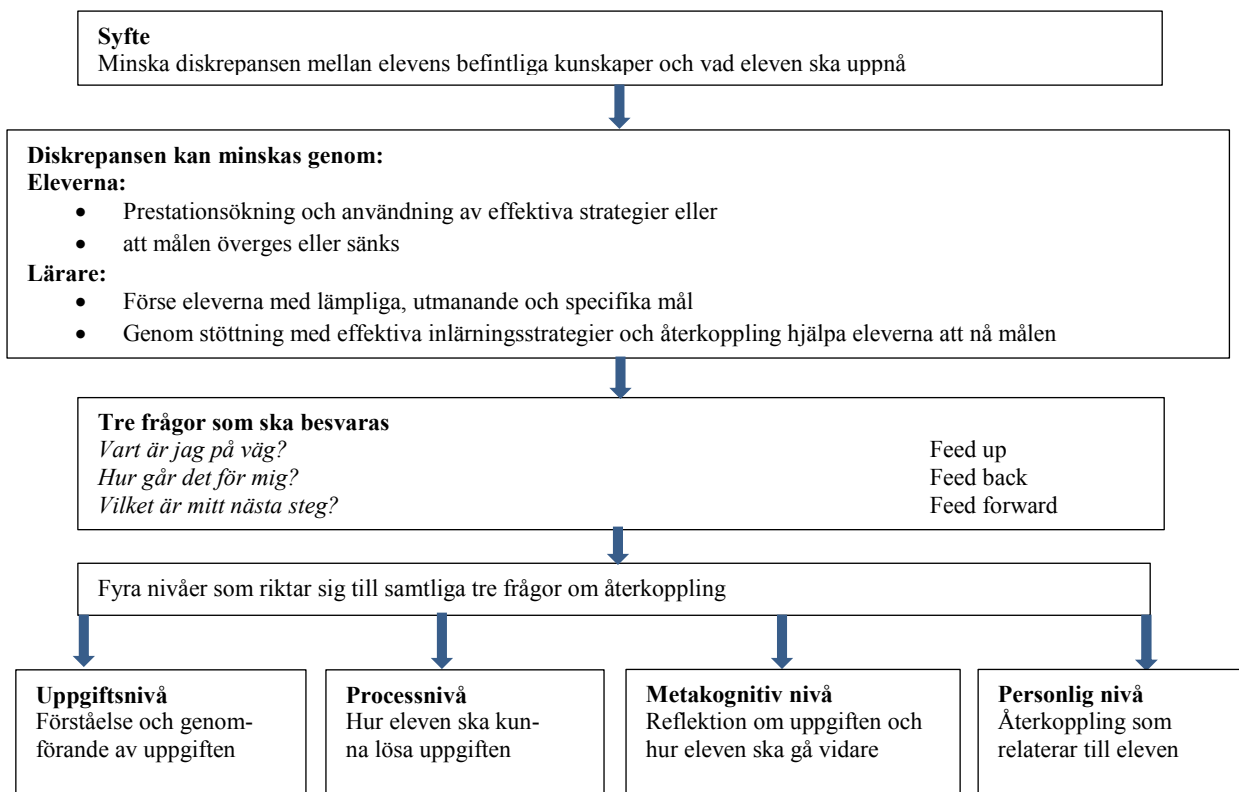 Syfte
Minska diskrepansen mellan elevens befintliga kunskaper och vad eleven ska uppnå
Diskrepansen kan minskas genom:
Eleverna:
• Prestationsökning och användning av effektiva strategier eller
• att målen överges eller sänks
Lärare:
• Förse eleverna med lämpliga, utmanande och specifika mål
• Genom stöttning med effektiva inlärningsstrategier och återkoppling hjälpa eleverna att nå målen
Tre frågor som ska besvaras
Vart är jag på väg? Feed up
Hur går det för mig? Feed back
Vilket är mitt nästa steg? Feed forward
Fyra nivåer som riktar sig till samtliga tre frågor om återkoppling
Uppgiftsnivå
Förståelse och genom-
förande av uppgiften
Processnivå
Hur eleven ska kun-
na lösa uppgiften
Metakognitiv nivå
Reflektion om uppgiften och
hur eleven ska gå vidare
Personlig nivå
Återkoppling som
relaterar till eleven